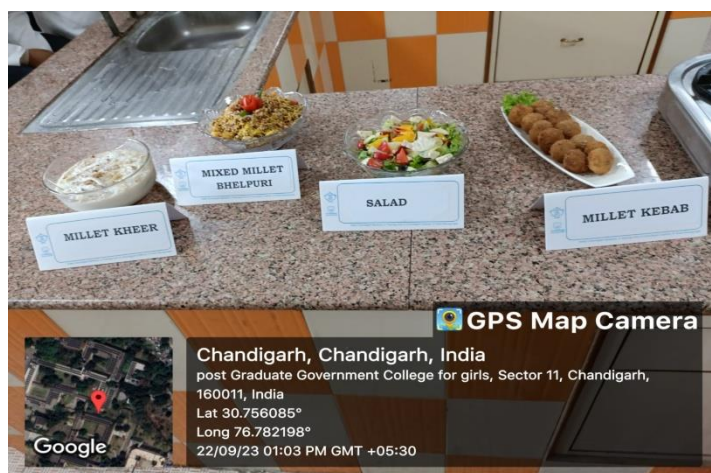 MILLET KHEER
MIXED MILLET
BHELPURI
SALAD
MILLET KEBAB
GPS Map Camera
Chandigarh, Chandigarh, India
post Graduate Government College for girls, Sector 11, Chandigarh,
160011, India
Lat 30.756085°
Long 76.782198°
22/09/23 01:03 PM GMT +05:30
Google